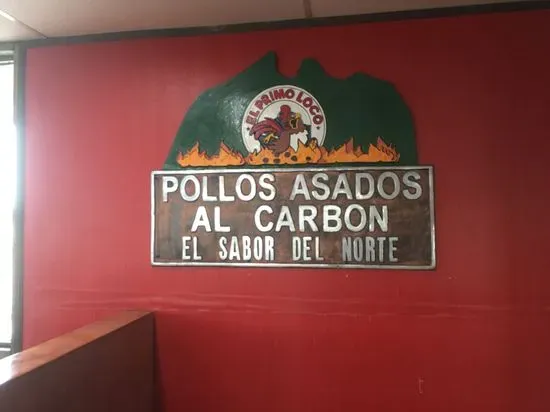 EL PRIMO LOCO
POLLOS ASADOS
AL CARBON
EL SABOR DEL NORTE